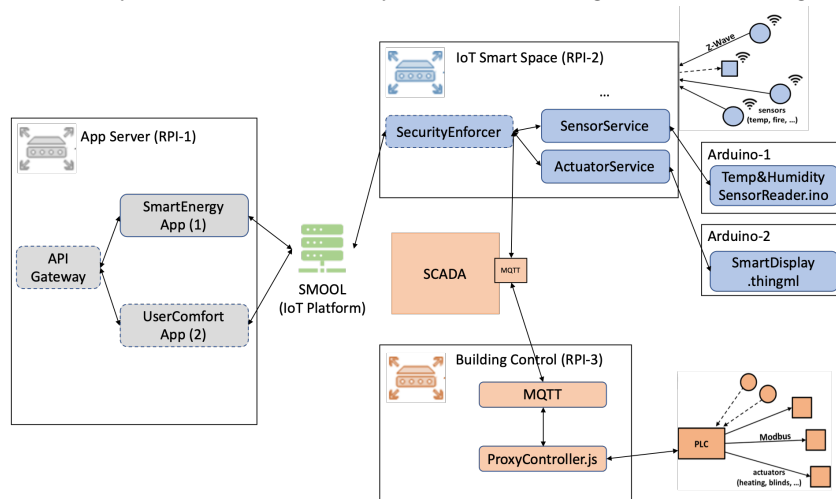 IoT Smart Space (RPI-2)
...
SecurityEnforcer
SensorService
ActuatorService
Z-Wave
sensors
(temp, fire, ...)
App Server (RPI-1)
SmartEnergy
App (1)
API
Gateway
UserComfort
App (2)
SMOOL
(IoT Platform)
Arduino-1
Temp&Humidity
SensorReader.ino
Arduino-2
SmartDisplay
.thingml
SCADA
MQTT
Building Control (RPI-3)
MQTT
ProxyController.js
PLC
Modbus
actuators
(heating, blinds, ...)